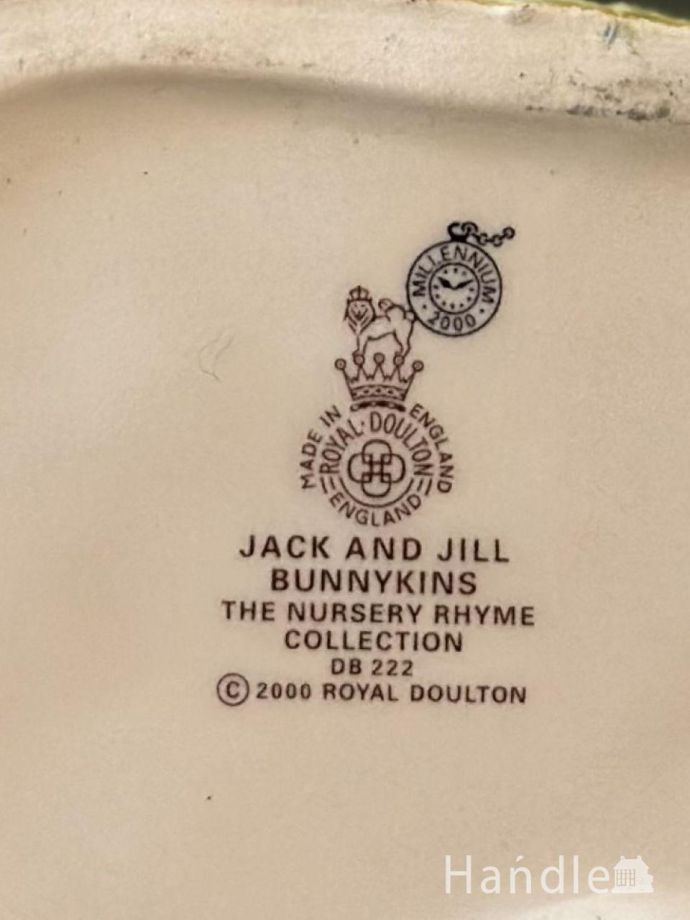 MILLENNIUM
2000
MADE IN ENGLAND
ROYAL · DOULTON
ENGLAND
JACK AND JILL
BUNNYKINS
THE NURSERY RHYME
COLLECTION
DB 222
© 2000 ROYAL DOULTON
Handle